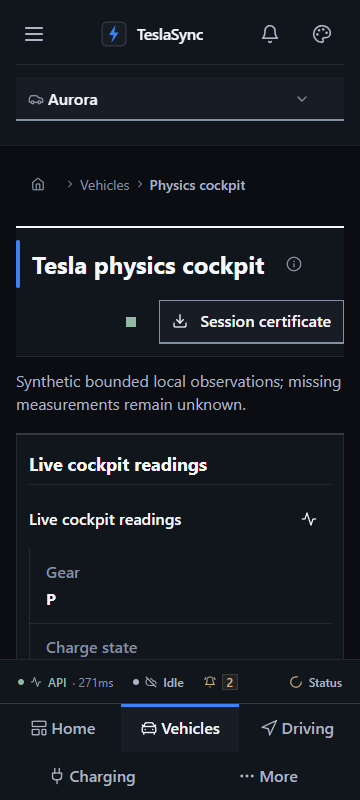 TeslaSync
Aurora
Vehicles
Physics cockpit
Tesla physics cockpit
Session certificate
Synthetic bounded local observations; missing
measurements remain unknown.
Live cockpit readings
Live cockpit readings
Gear
P
Charge state
API · 271ms
Idle
2
Status
Home
Vehicles
Driving
Charging
More